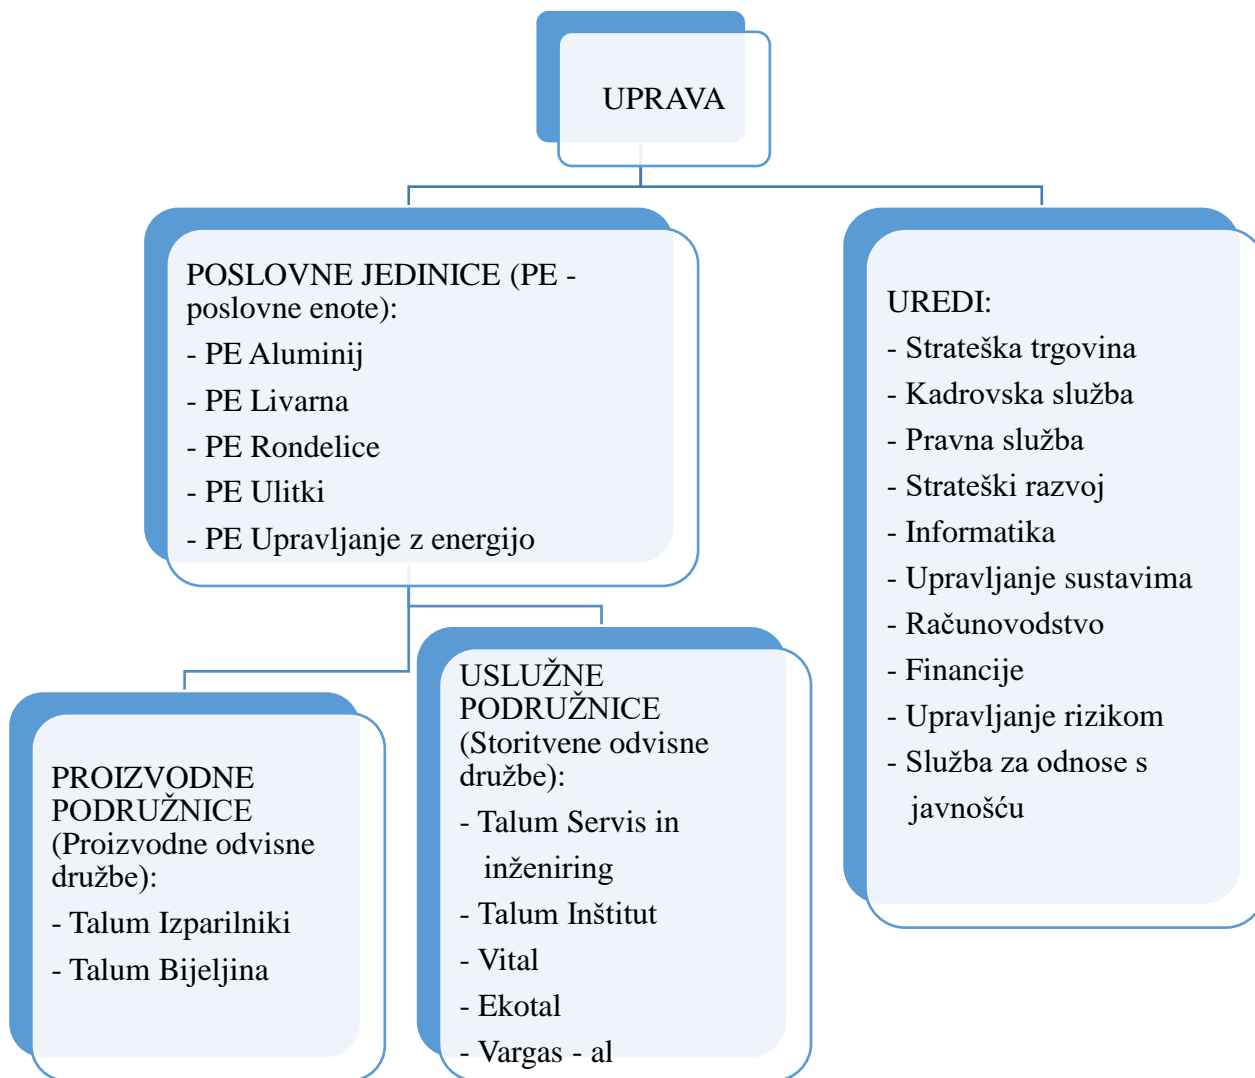 UPRAVA
POSLOVNE JEDINICE (PE -
poslovne enote):
- PE Aluminij
- PE Livarna
- PE Rondelice
- PE Ulitki
- PE Upravljanje z energijo
UREDI:
- Strateška trgovina
- Kadrovska služba
- Pravna služba
- Strateški razvoj
- Informatika
- Upravljanje sustavima
- Računovodstvo
- Financije
- Upravljanje rizikom
- Služba za odnose s
javnošću
PROIZVODNE
PODRUŽNICE
(Proizvodne odvisne
družbe):
- Talum Izparilniki
- Talum Bijeljina
USLUŽNE
PODRUŽNICE
(Storitvene odvisne
družbe):
- Talum Servis in
inženiring
- Talum Inštitut
- Vital
- Ekotal
- Vargas - al